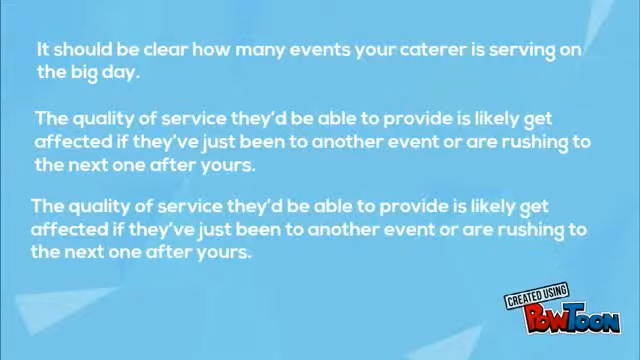 It should be clear how many events your caterer is serving on
the big day.
The quality of service they'd be able to provide is likely get
affected if they've just been to another event or are rushing to
the next one after yours.
The quality of service they'd be able to provide is likely get
affected if they've just been to another event or are rushing to
the next one after yours.
CREATED USING
POWTOON